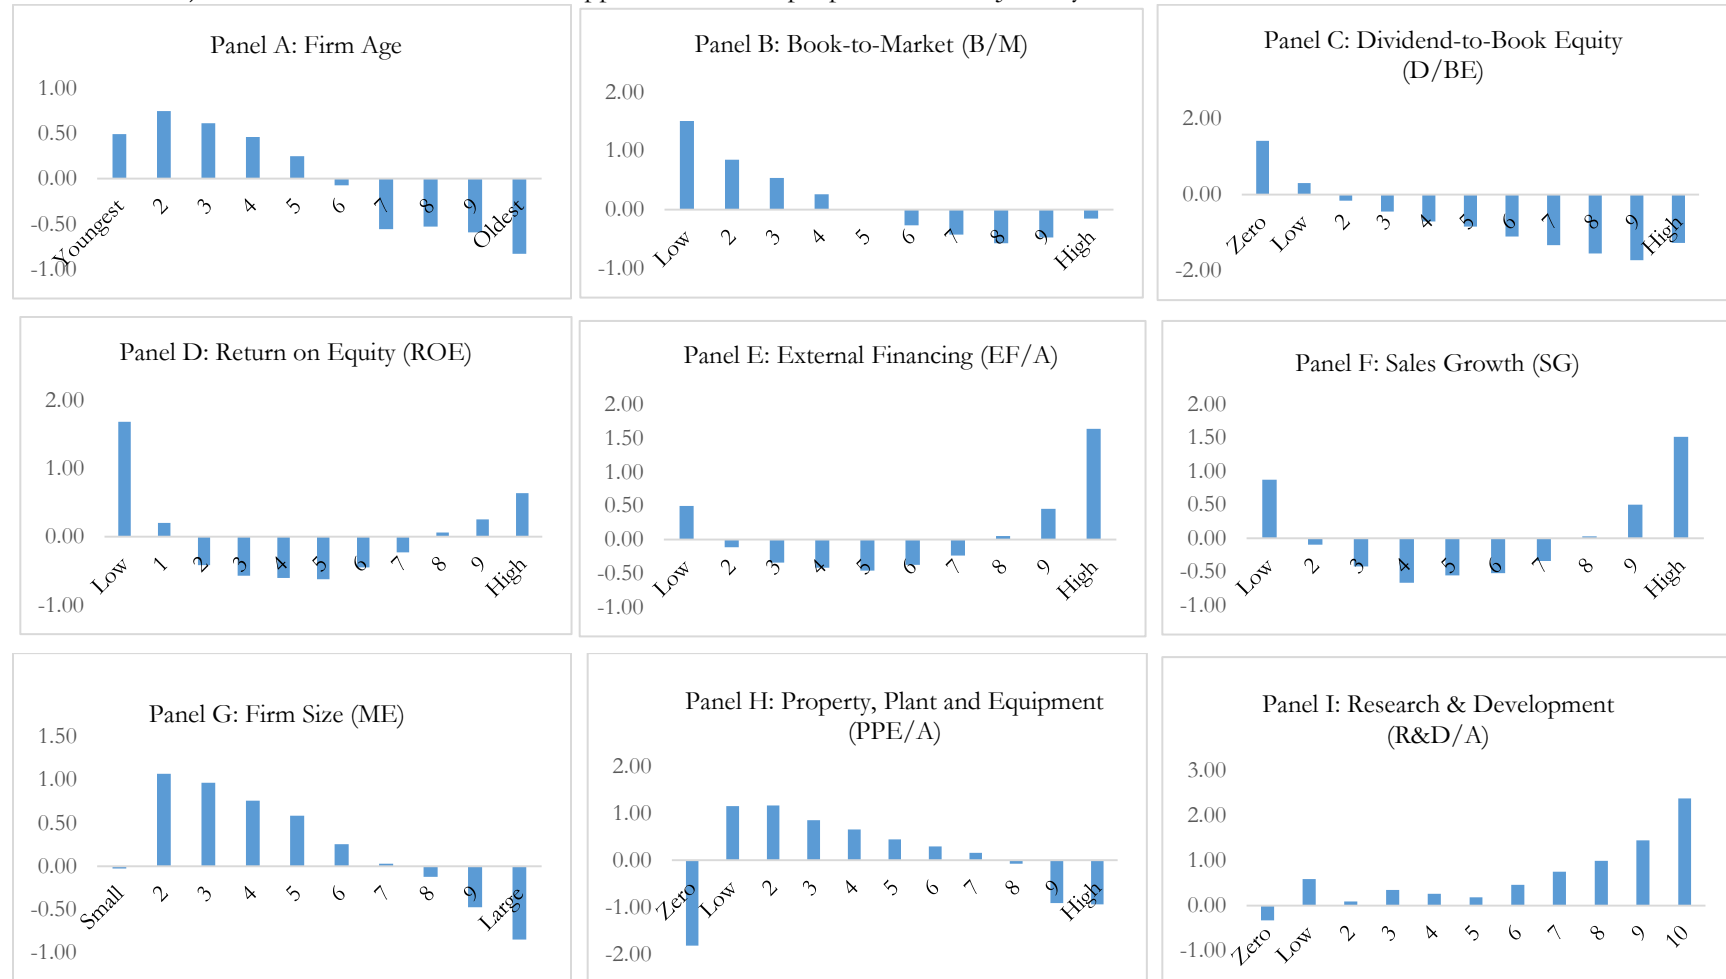 Panel A: Firm Age
1.00
0.50
0.00
-0.50
-1.00
Youngest 2 3 4 5 6 7 8 9 Oldest
Panel B: Book-to-Market (B/M)
2.00
1.00
0.00
-1.00
Low 2 3 4 5 6 7 8 9 High
Panel C: Dividend-to-Book Equity
(D/BE)
2.00
0.00
-2.00
Zero Low 2 3 4 5 6 7 8 9 High
Panel D: Return on Equity (ROE)
2.00
1.00
0.00
-1.00
Low 1 2 3 4 5 6 7 8 9 High
Panel E: External Financing (EF/A)
2.00
1.50
1.00
0.50
0.00
-0.50
-1.00
Low 2 3 4 5 6 7 8 9 High
Panel F: Sales Growth (SG)
2.00
1.50
1.00
0.50
0.00
-0.50
-1.00
Low 2 3 4 5 6 7 8 9 High
Panel G: Firm Size (ME)
1.50
1.00
0.50
0.00
-0.50
-1.00
Small 2 3 4 5 6 7 8 9 Large
Panel H: Property, Plant and Equipment
(PPE/A)
2.00
1.00
0.00
-1.00
-2.00
Zero Low 2 3 4 5 6 7 8 9 High
Panel I: Research & Development
(R&D/A)
3.00
2.00
1.00
0.00
-1.00
Zero Low 2 3 4 5 6 7 8 9 10